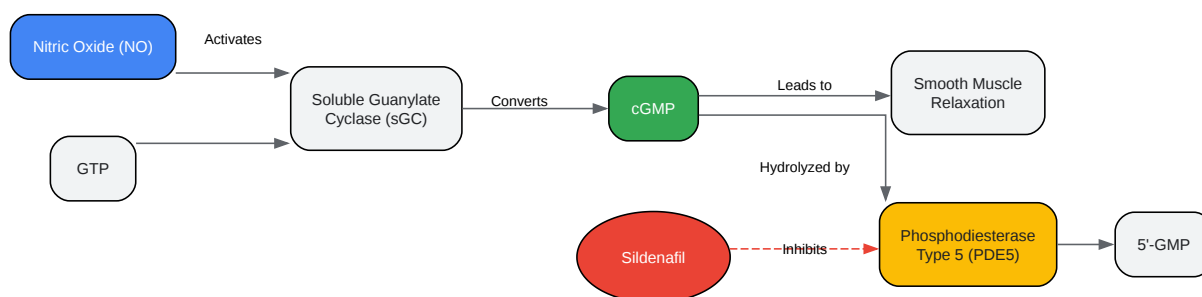 Nitric Oxide (NO)
Activates
GTP
Soluble Guanylate
Cyclase (sGC)
Converts
cGMP
Leads to
Smooth Muscle
Relaxation
Hydrolyzed by
Sildenafil
Inhibits
Phosphodiesterase
Type 5 (PDE5)
5'-GMP